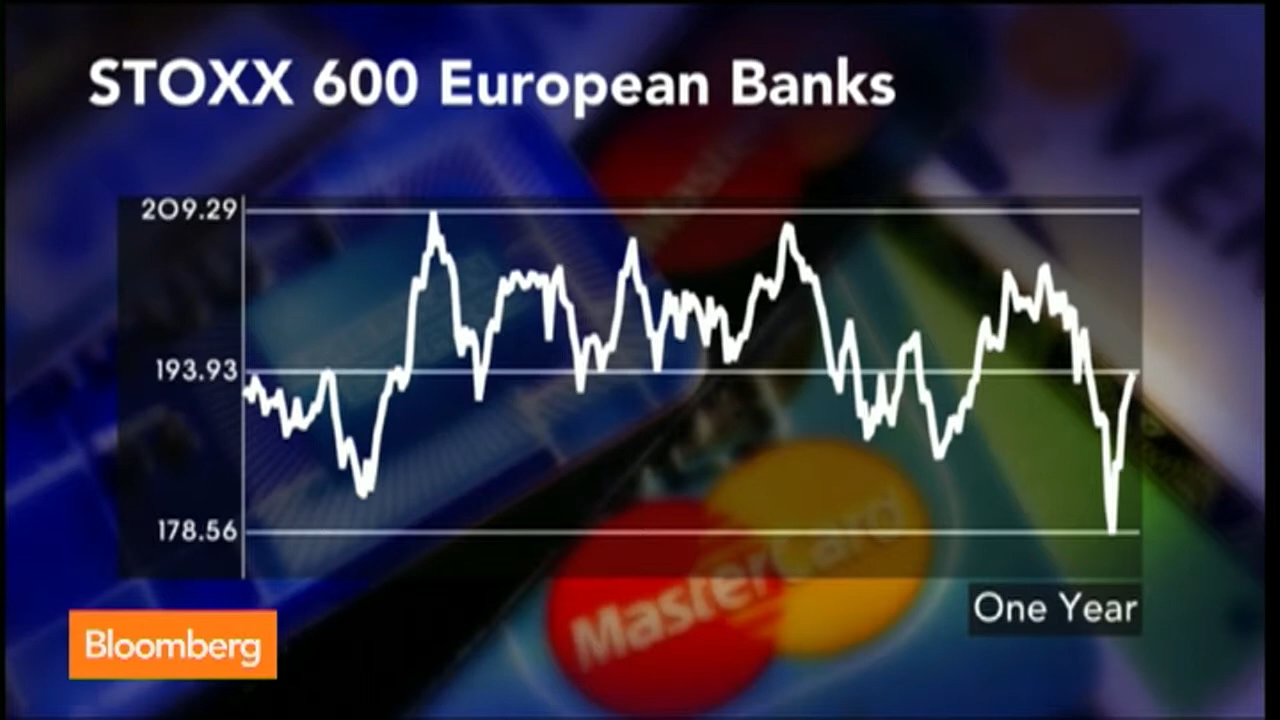 STOXX 600 European Banks
209.29
193.93
178.56
One Year
Bloomberg
MasterCard